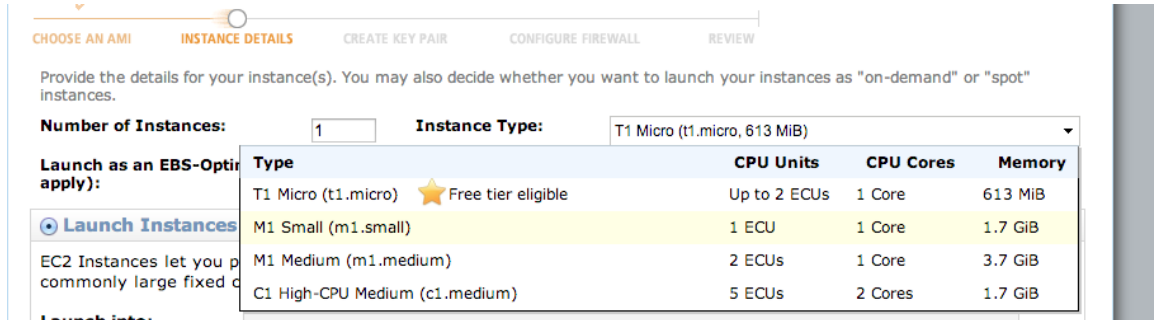 CHOOSE AN AMI INSTANCE DETAILS CREATE KEY PAIR CONFIGURE FIREWALL REVIEW
Provide the details for your instance(s). You may also decide whether you want to launch your instances as "on-demand" or "spot"
instances.
Number of Instances: 1 Instance Type: T1 Micro (t1.micro, 613 MiB)
Launch as an EBS-Optim
apply):
Type CPU Units CPU Cores Memory
T1 Micro (t1.micro) Free tier eligible Up to 2 ECUs 1 Core 613 MiB
Launch Instances
M1 Small (m1.small) 1 ECU 1 Core 1.7 GiB
EC2 Instances let you p
M1 Medium (m1.medium) 2 ECUs 1 Core 3.7 GiB
commonly large fixed c
C1 High-CPU Medium (c1.medium) 5 ECUs 2 Cores 1.7 GiB
Launch into: